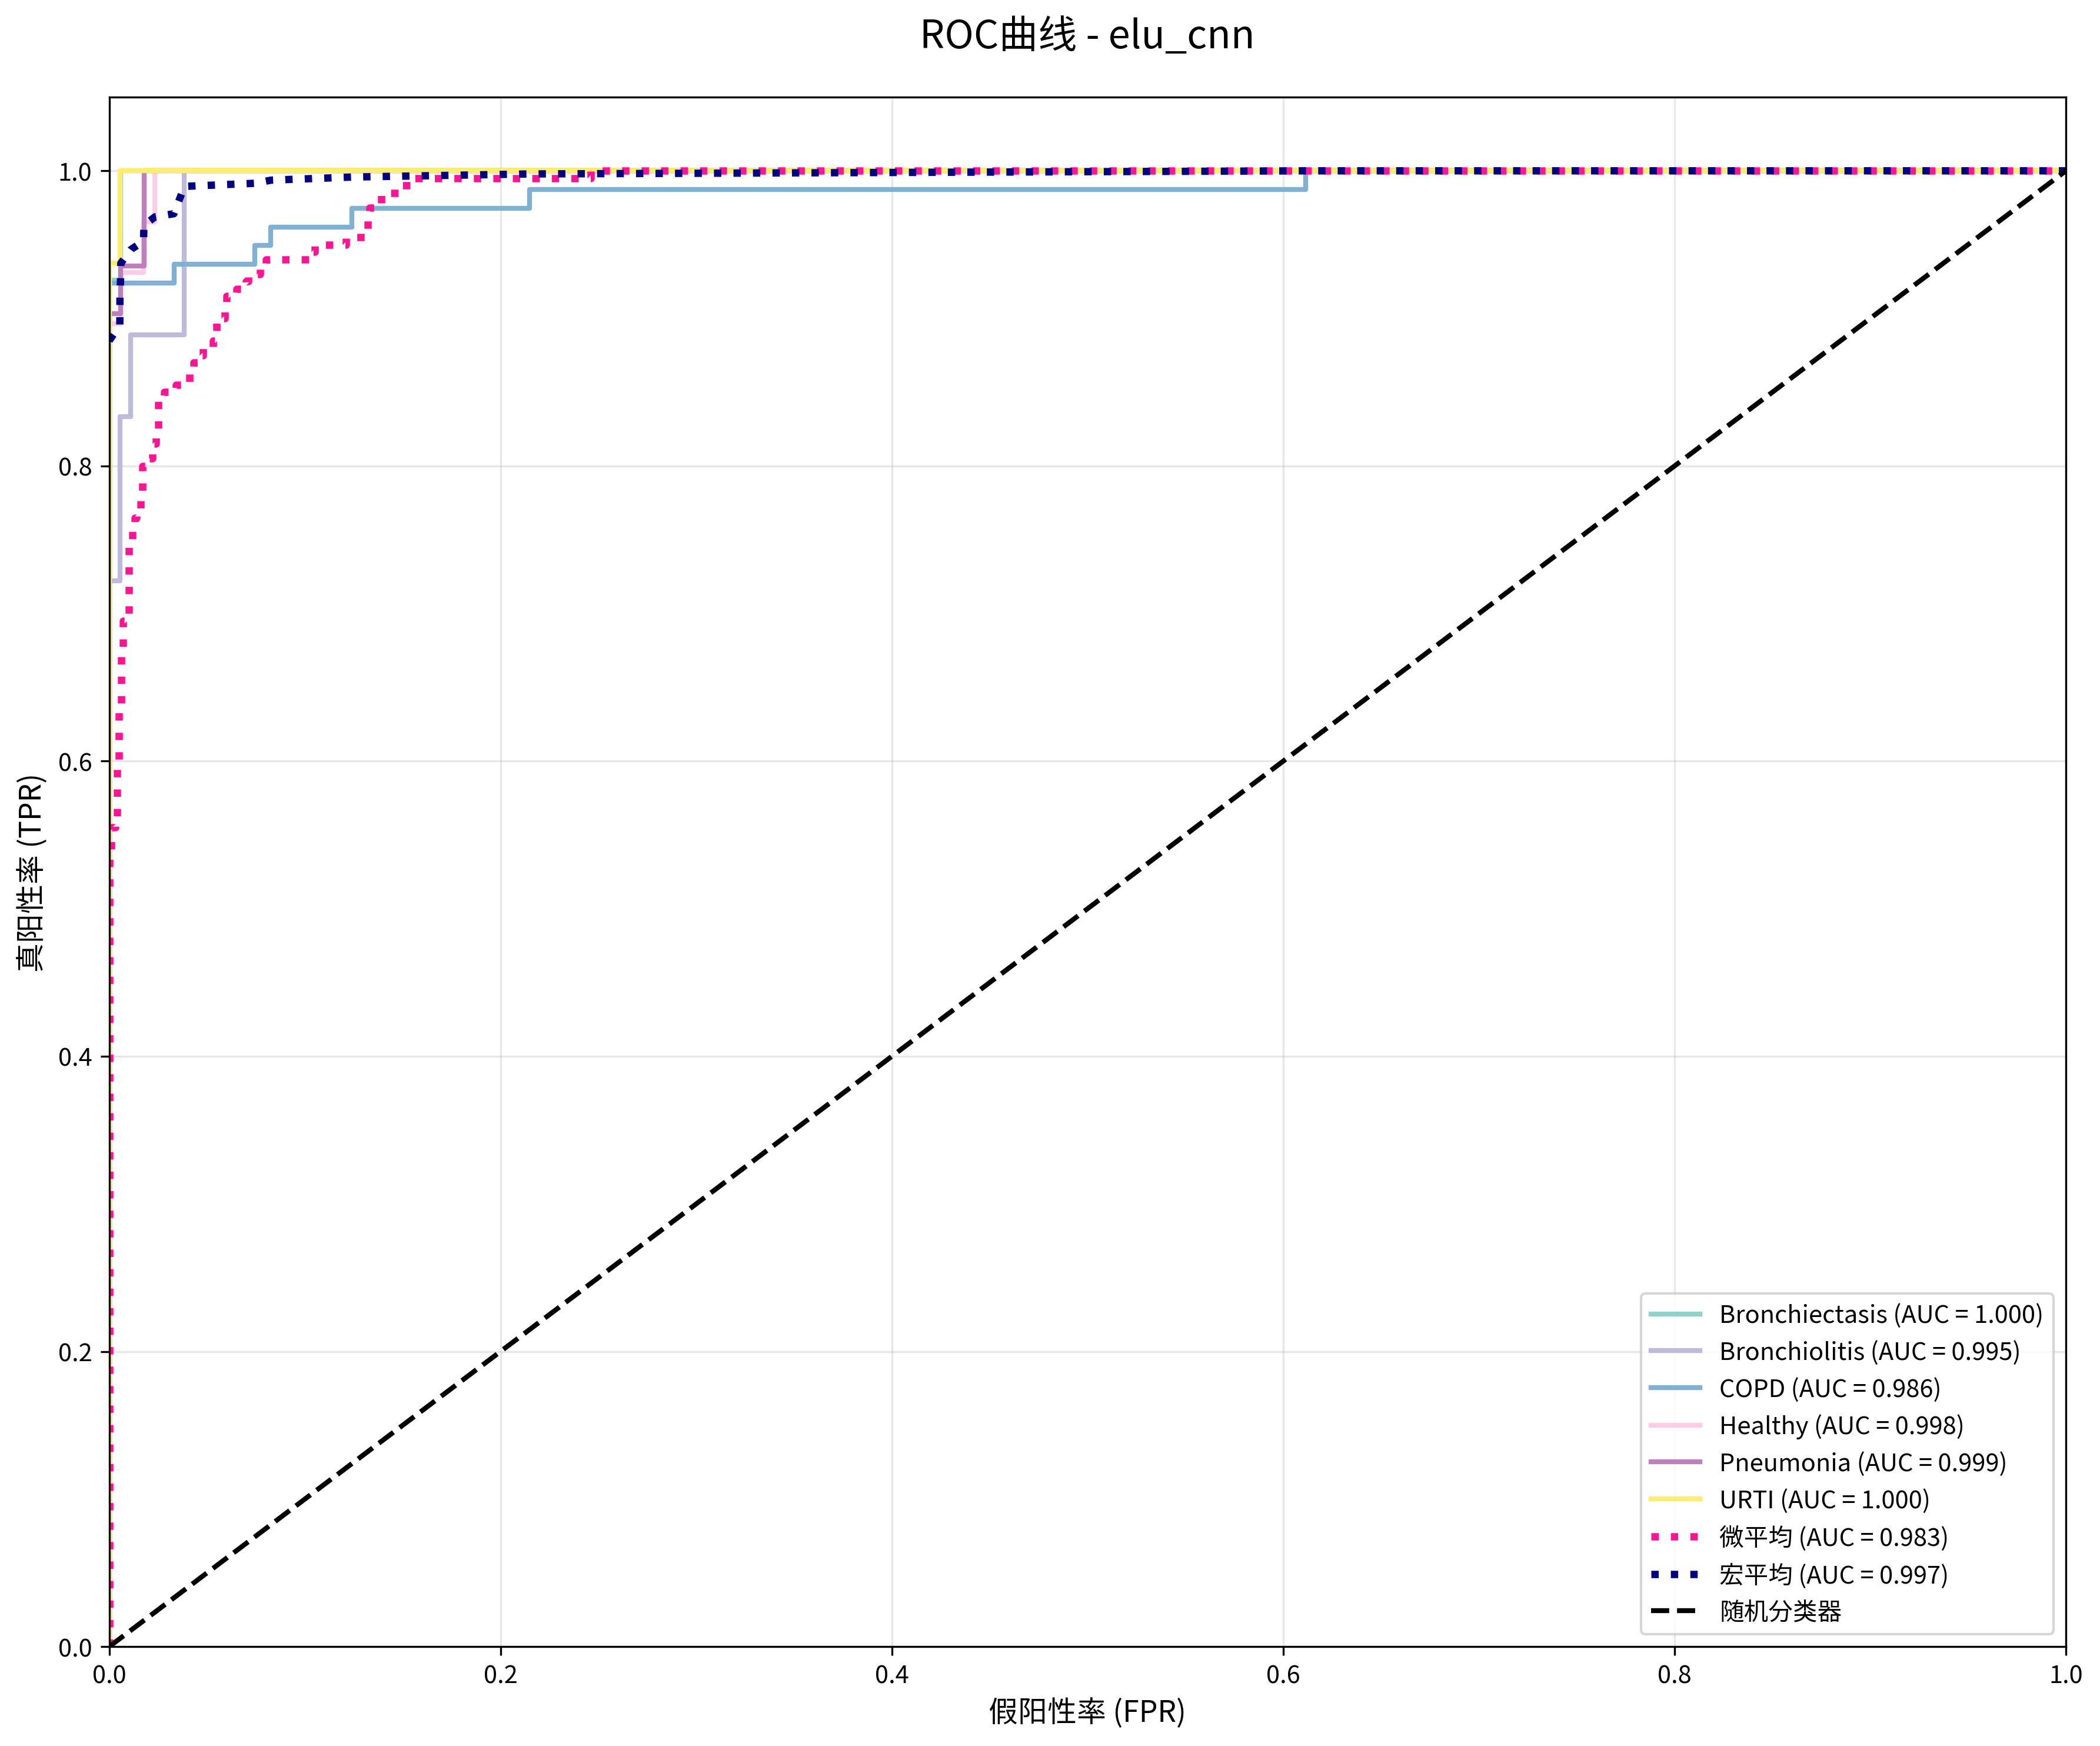 ROC曲线 - elu_cnn
真阳性率 (TPR)
1.0
0.8
0.6
0.4
0.2
0.0
0.0 0.2 0.4 0.6 0.8 1.0
假阳性率 (FPR)
Bronchiectasis (AUC = 1.000)
Bronchiolitis (AUC = 0.995)
COPD (AUC = 0.986)
Healthy (AUC = 0.998)
Pneumonia (AUC = 0.999)
URTI (AUC = 1.000)
微平均 (AUC = 0.983)
宏平均 (AUC = 0.997)
随机分类器